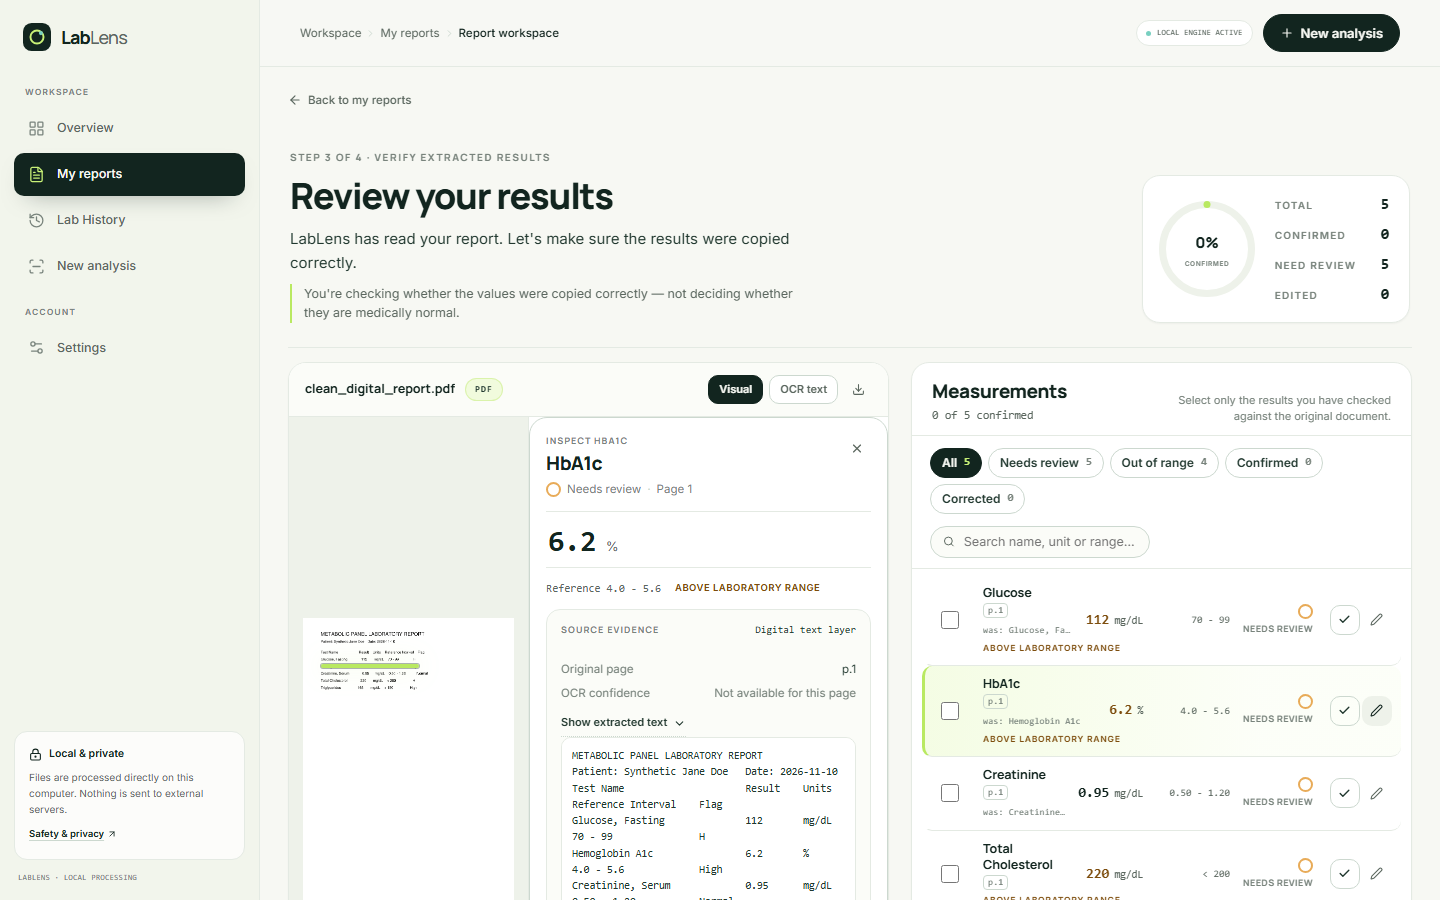 LabLens
WORKSPACE
Overview
My reports
Lab History
New analysis
ACCOUNT
Settings
Local & private
Files are processed directly on this
computer. Nothing is sent to external
servers.
Safety & privacy
LABLENS · LOCAL PROCESSING
Workspace
My reports
Report workspace
LOCAL ENGINE ACTIVE
New analysis
Back to my reports
STEP 3 OF 4 · VERIFY EXTRACTED RESULTS
Review your results
LabLens has read your report. Let's make sure the results were copied
correctly.
You're checking whether the values were copied correctly — not deciding whether
they are medically normal.
0%
CONFIRMED
TOTAL 5
CONFIRMED 0
NEED REVIEW 5
EDITED 0
clean_digital_report.pdf PDF
Visual OCR text
METABOLIC PANEL LABORATORY REPORT
INSPECT HBA1C
HbA1c
Needs review · Page 1
6.2 %
Reference 4.0 - 5.6 ABOVE LABORATORY RANGE
SOURCE EVIDENCE Digital text layer
Original page p.1
OCR confidence Not available for this page
Show extracted text
METABOLIC PANEL LABORATORY REPORT
Patient: Synthetic Jane Doe Date: 2026-11-10
Test Name Result Units
Reference Interval Flag
Glucose, Fasting 112 mg/dL
70 - 99 H
Hemoglobin A1c 6.2 %
4.0 - 5.6 High
Creatinine, Serum 0.95 mg/dL
Measurements
0 of 5 confirmed
Select only the results you have checked
against the original document.
All 5
Needs review 5
Out of range 4
Confirmed 0
Corrected 0
Search name, unit or range...
Glucose
p.1
was: Glucose, Fa…
112 mg/dL
70 - 99
NEEDS REVIEW
ABOVE LABORATORY RANGE
HbA1c
p.1
was: Hemoglobin A1c
6.2 %
4.0 - 5.6
NEEDS REVIEW
ABOVE LABORATORY RANGE
Creatinine
p.1
was: Creatinine…
0.95 mg/dL
0.50 - 1.20
NEEDS REVIEW
Total
Cholesterol
p.1
220 mg/dL
< 200
NEEDS REVIEW
ABOVE LABORATORY RANGE